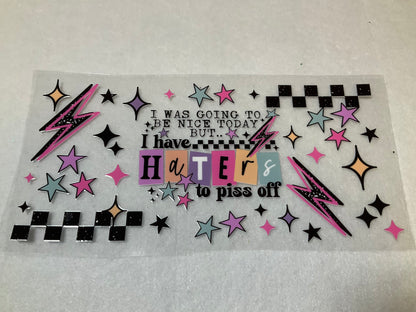 I WAS GOING TO
BE NICE TODAY
BUT..
I have
HaTERs
to piss off